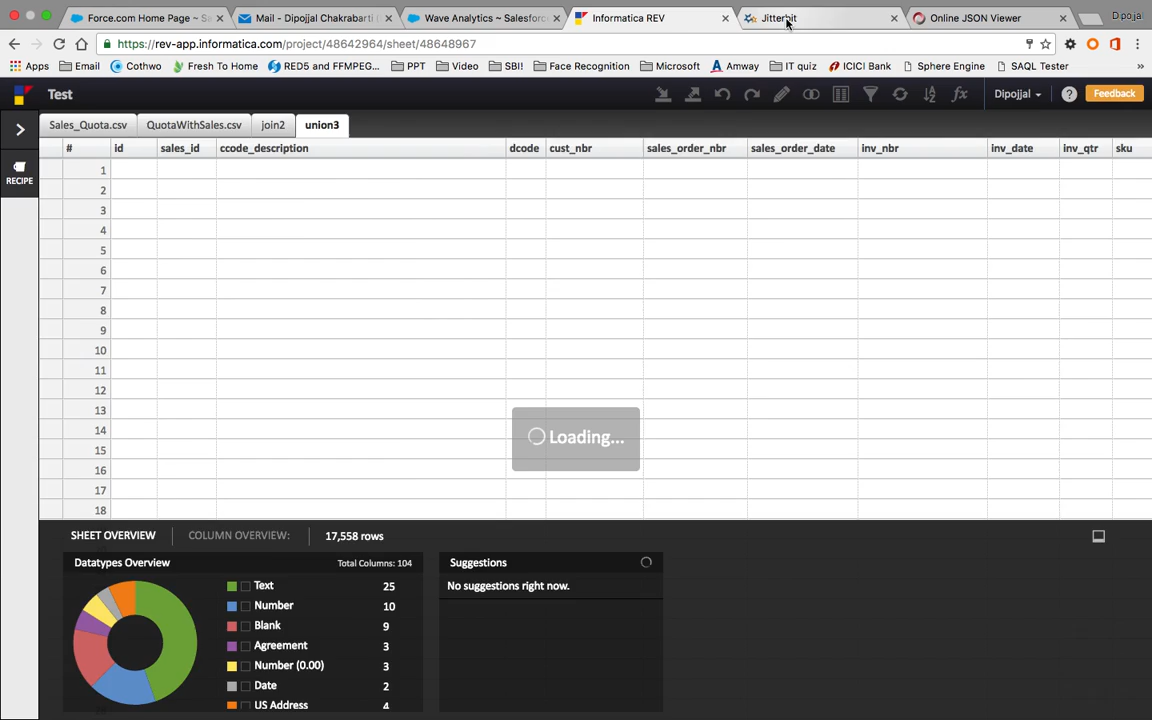 Force.com Home Page ~ Sa
Mail - Dipojjal Chakrabarti
Wave Analytics ~ Salesforce
Informatica REV
Jitterbit
Online JSON Viewer
Dipojjal
https://rev-app.informatica.com/project/48642964/sheet/48648967
Apps
Email
Cothwo
Fresh To Home
RED5 and FFMPEG...
PPT
Video
SBI!
Face Recognition
Microsoft
Amway
IT quiz
ICICI Bank
Sphere Engine
SAQL Tester
»
Test
fx
Dipojjal
?
Feedback
Sales_Quota.csv
QuotaWithSales.csv
join2
union3
RECIPE
# id sales_id ccode_description dcode cust_nbr sales_order_nbr sales_order_date inv_nbr inv_date inv_qtr sku
1
2
3
4
5
6
7
8
9
10
11
12
13
14
15
16
17
18
Loading...
SHEET OVERVIEW
COLUMN OVERVIEW:
17,558 rows
Datatypes Overview
Total Columns: 104
Text 25
Number 10
Blank 9
Agreement 3
Number (0.00) 3
Date 2
US Address 4
Suggestions
No suggestions right now.